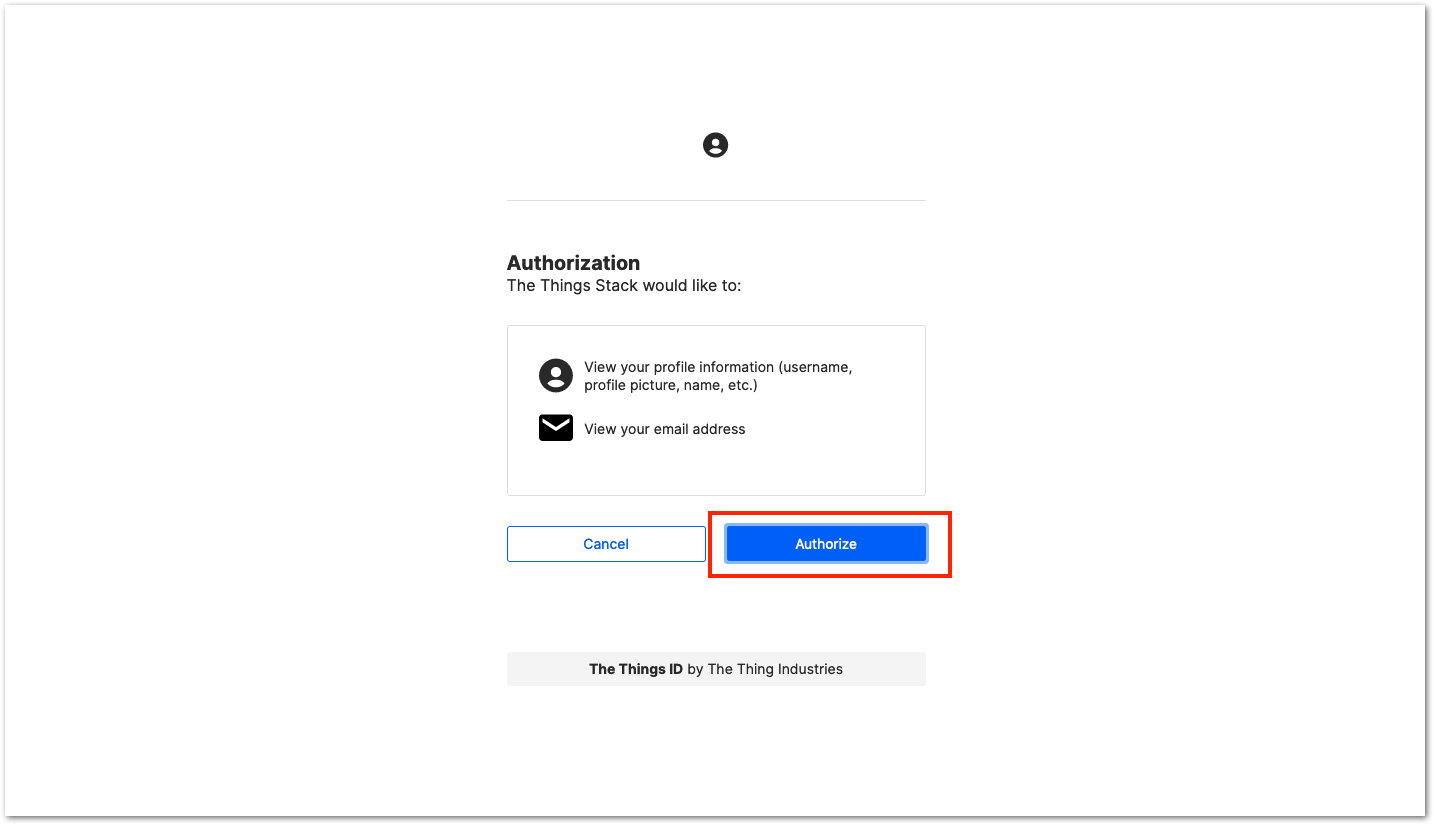 Authorization
The Things Stack would like to:
View your profile information (username,
profile picture, name, etc.)
View your email address
Cancel
Authorize
The Things ID by The Thing Industries